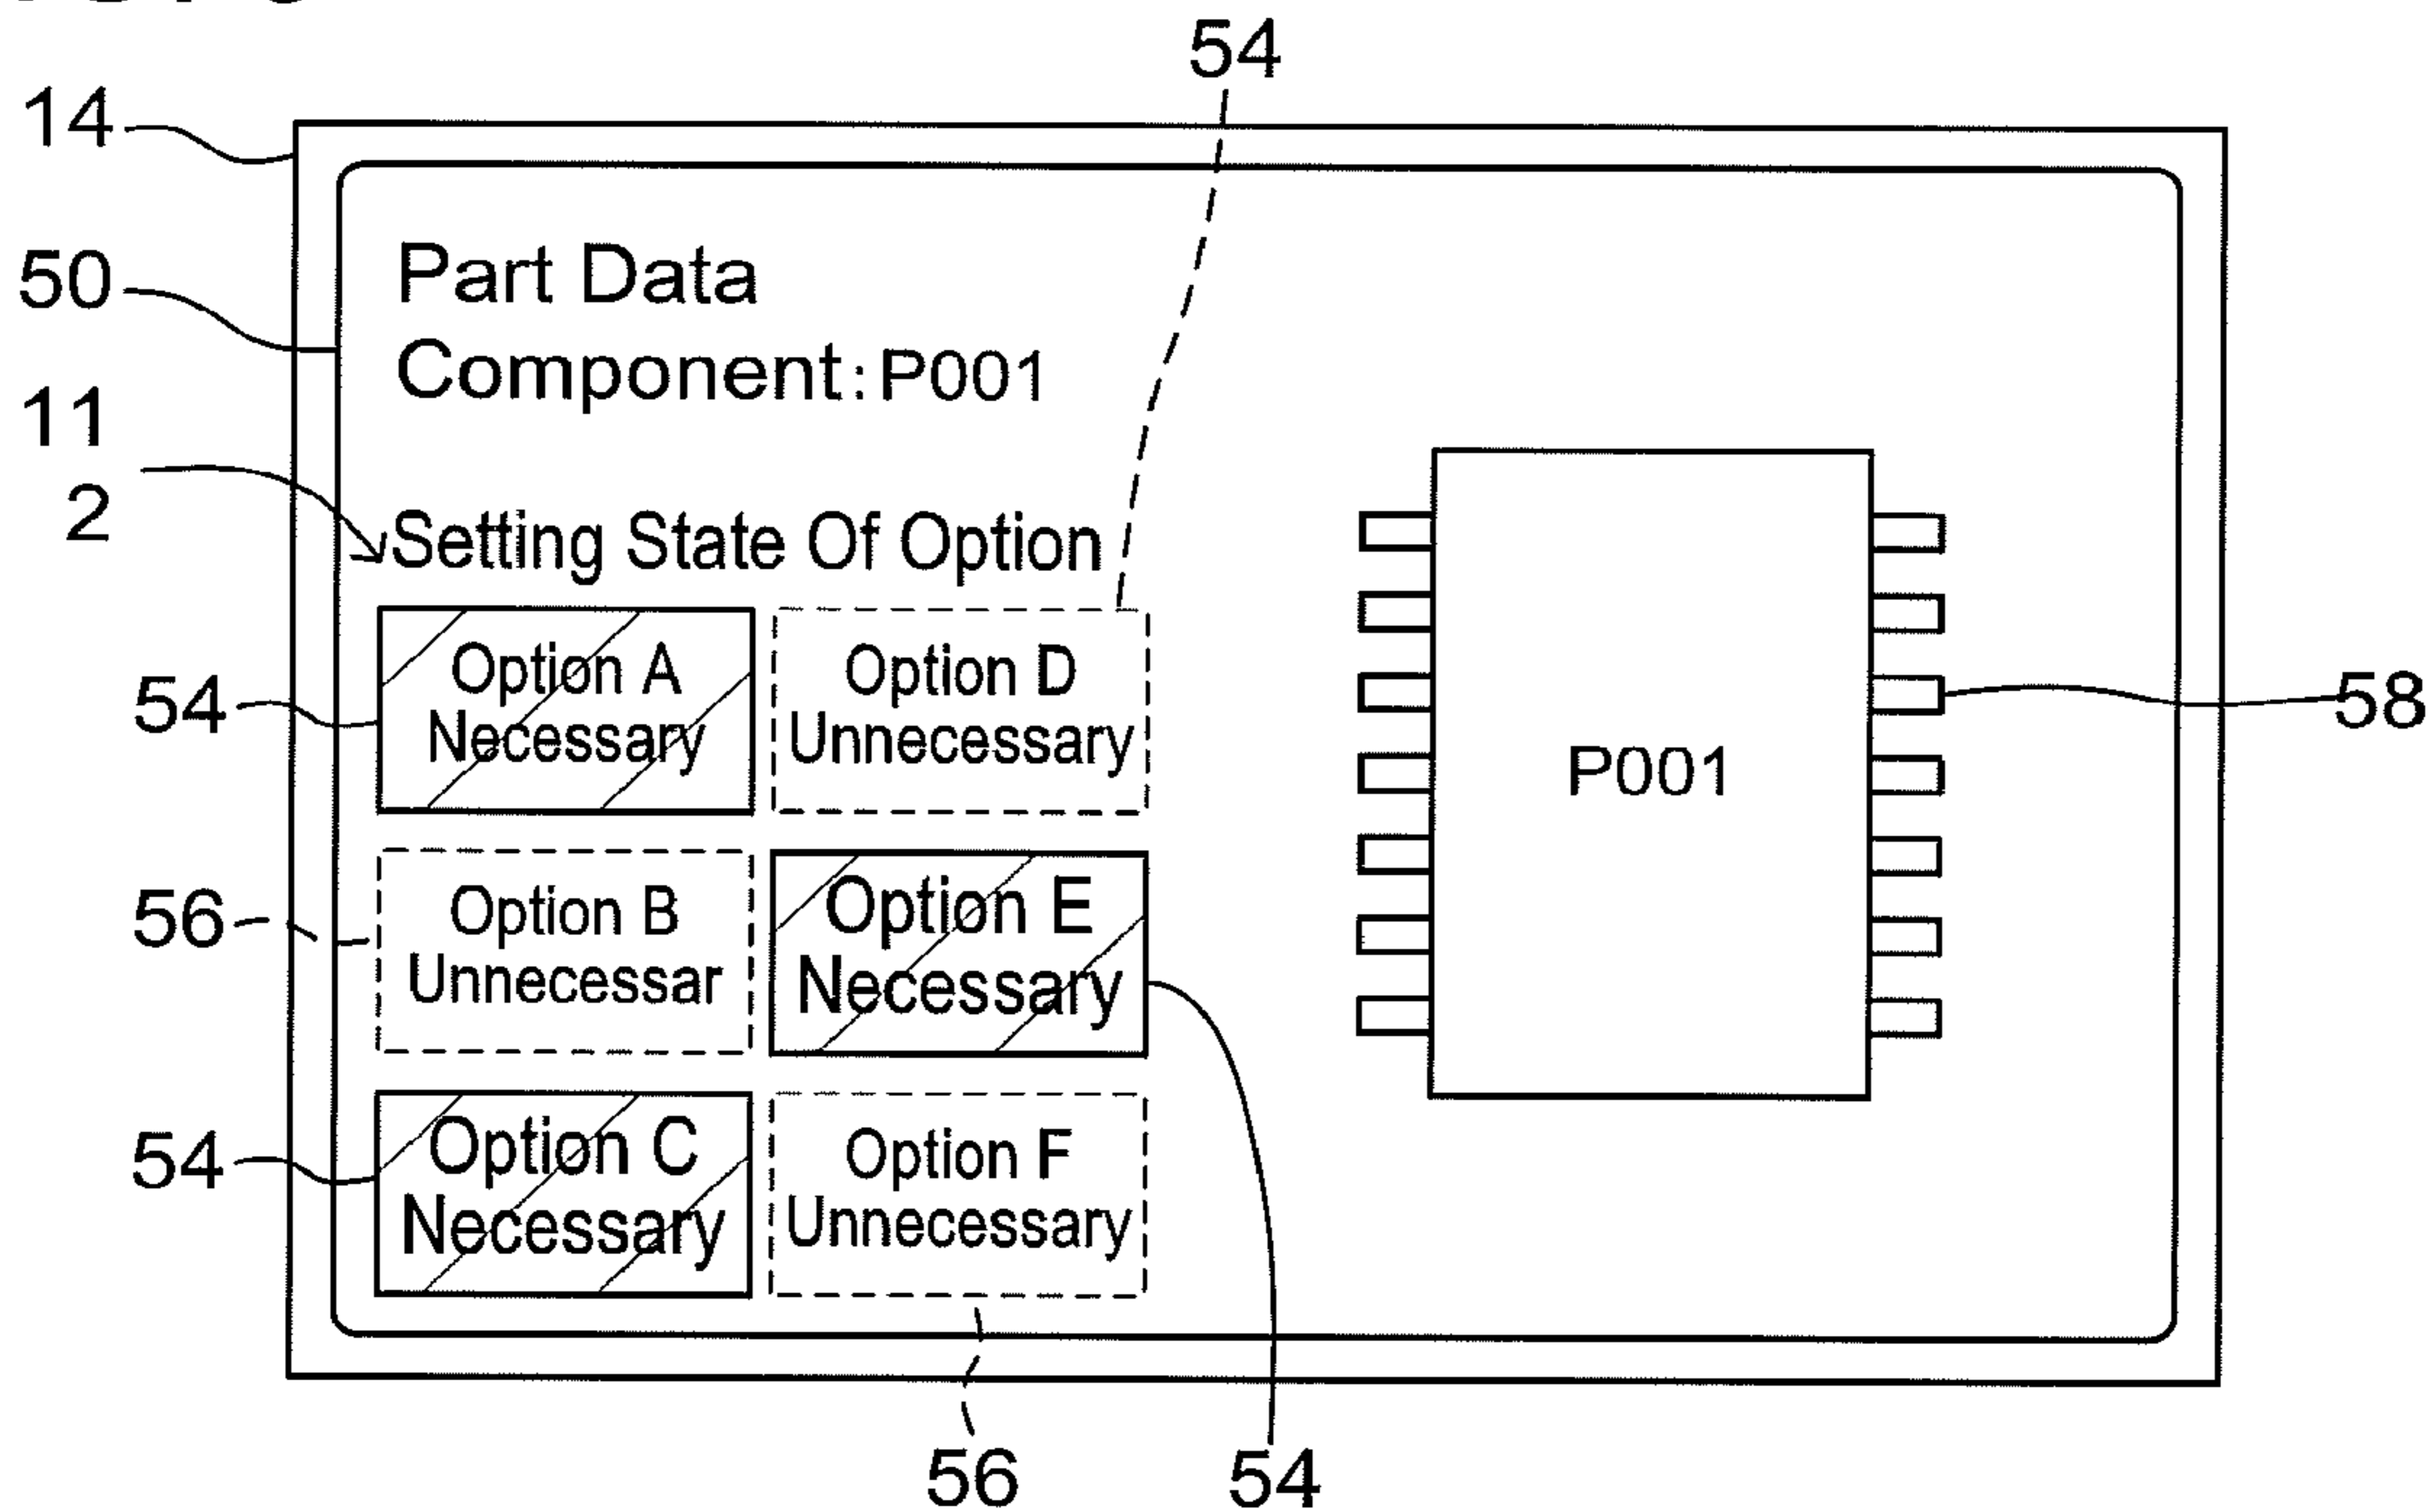 54
14
50
Part Data
Component:P001
11
2
Setting State Of Option
54
Option A
Necessary
Option D
Unnecessary
58
P001
56
Option B
Unnecessar
Option E
Necessary
54
Option C
Necessary
Option F
Unnecessary
56
54